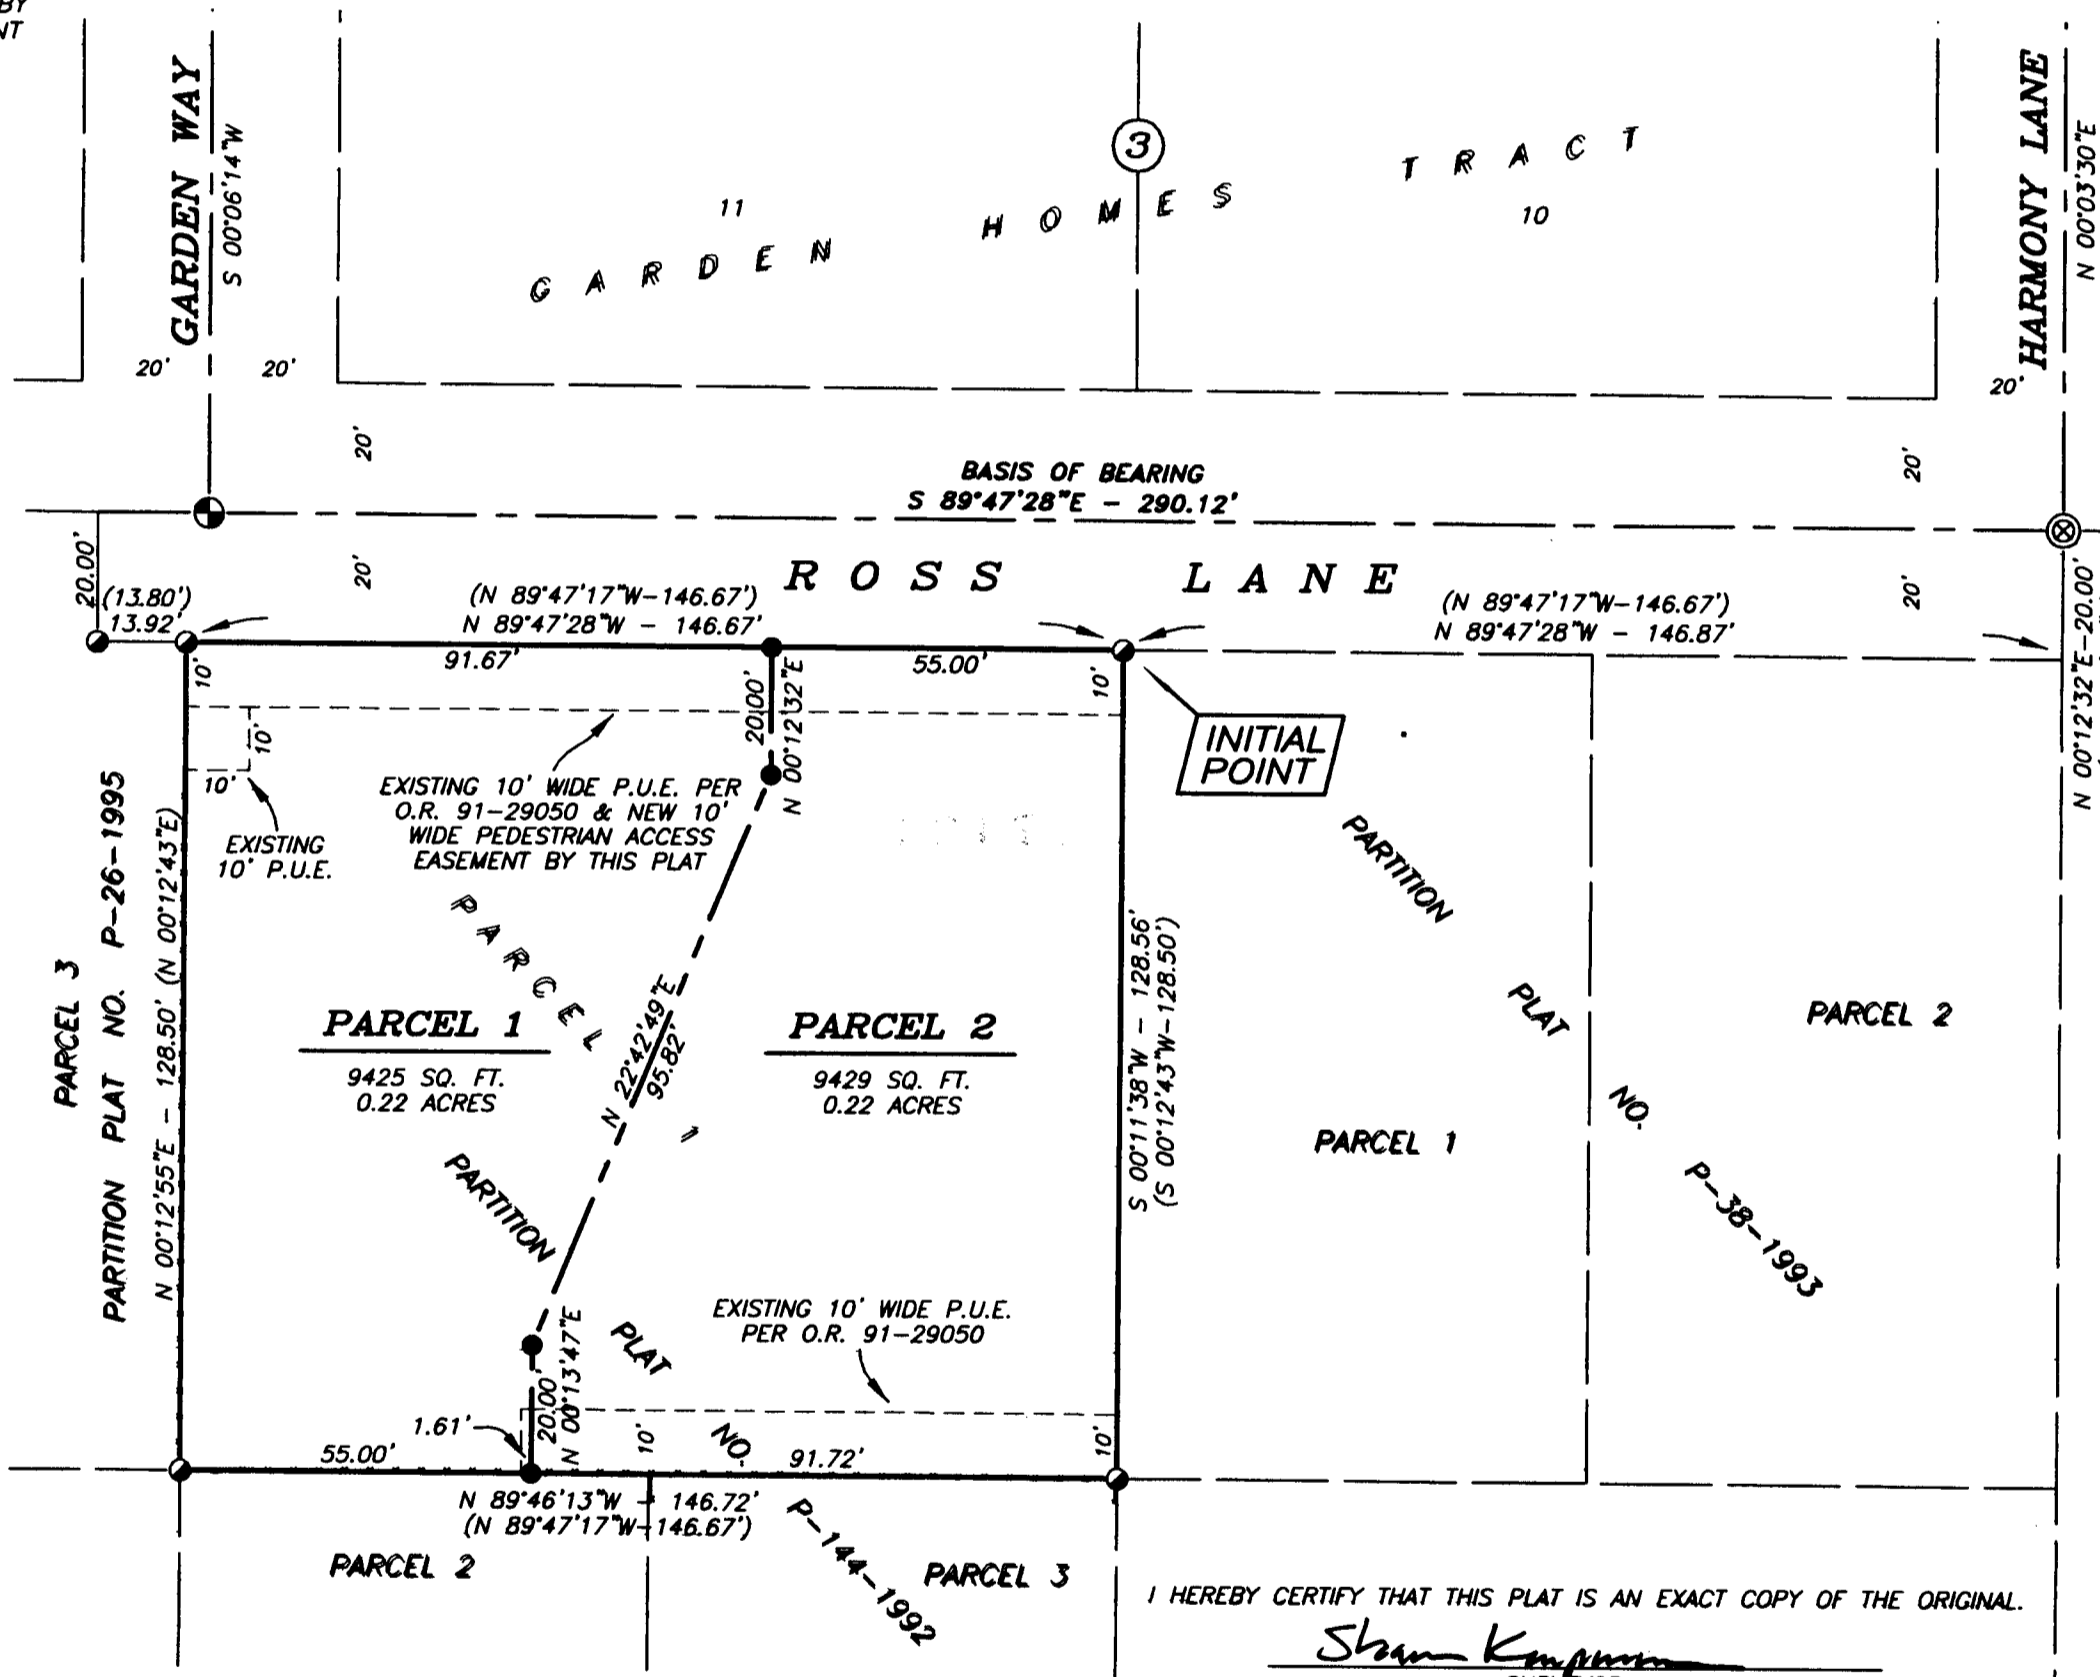 BY
NT
GARDEN WAY
S 00°06'14"W
3
GARDEN HOMES TRACT
11
10
HARMONY LANE
N 00°03'30"E
20'
20'
20'
20'
20'
BASIS OF BEARING
S 89°47'28"E - 290.12'
20.00'
20'
ROSS LANE
20'
N 00°12'32"E-20.00'
(13.80')
13.92'
(N 89°47'17"W-146.67')
N 89°47'28"W - 146.67'
(N 89°47'17"W-146.67')
N 89°47'28"W - 146.87'
91.67'
55.00'
10'
10'
20.00'
N 00°12'32"E
10'
10'
INITIAL
POINT
EXISTING 10' WIDE P.U.E. PER
O.R. 91-29050 & NEW 10'
WIDE PEDESTRIAN ACCESS
EASEMENT BY THIS PLAT
EXISTING
10' P.U.E.
PARCEL 3
PARTITION PLAT NO. P-26-1995
N 00°12'55"E - 128.50' (N 00°12'43"E)
PARCEL 1
PARTITION PLAT NO. P-144-1992
PARCEL 1
9425 SQ. FT.
0.22 ACRES
N 22°42'49"E
95.82'
PARCEL 2
9429 SQ. FT.
0.22 ACRES
S 00°11'38"W - 128.56'
(S 00°12'43"W-128.50')
PARTITION PLAT NO. P-38-1993
PARCEL 2
PARCEL 1
EXISTING 10' WIDE P.U.E.
PER O.R. 91-29050
1.61'
20.00'
N 00°13'47"E
10'
10'
55.00'
91.72'
N 89°46'13"W - 146.72'
(N 89°47'17"W-146.67')
PARCEL 2
PARCEL 3
I HEREBY CERTIFY THAT THIS PLAT IS AN EXACT COPY OF THE ORIGINAL.